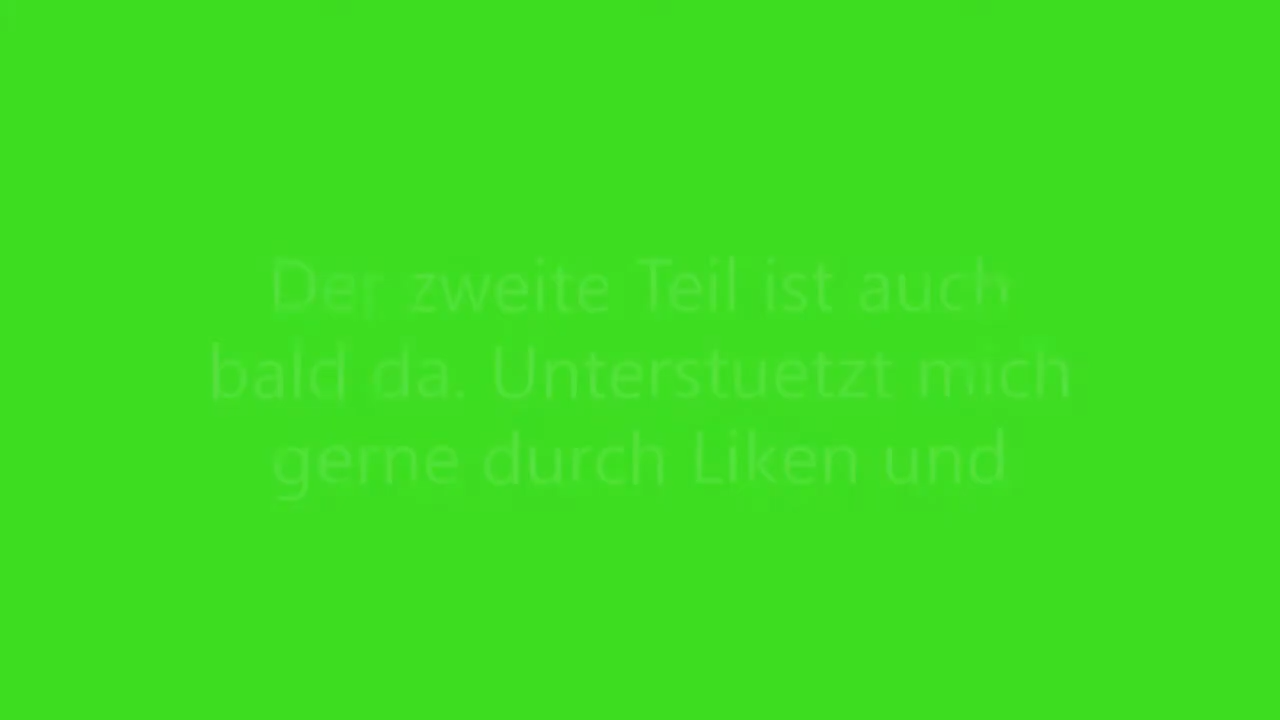 Der zweite Teil ist auch
bald da. Unterstuetzt mich
gerne durch Liken und